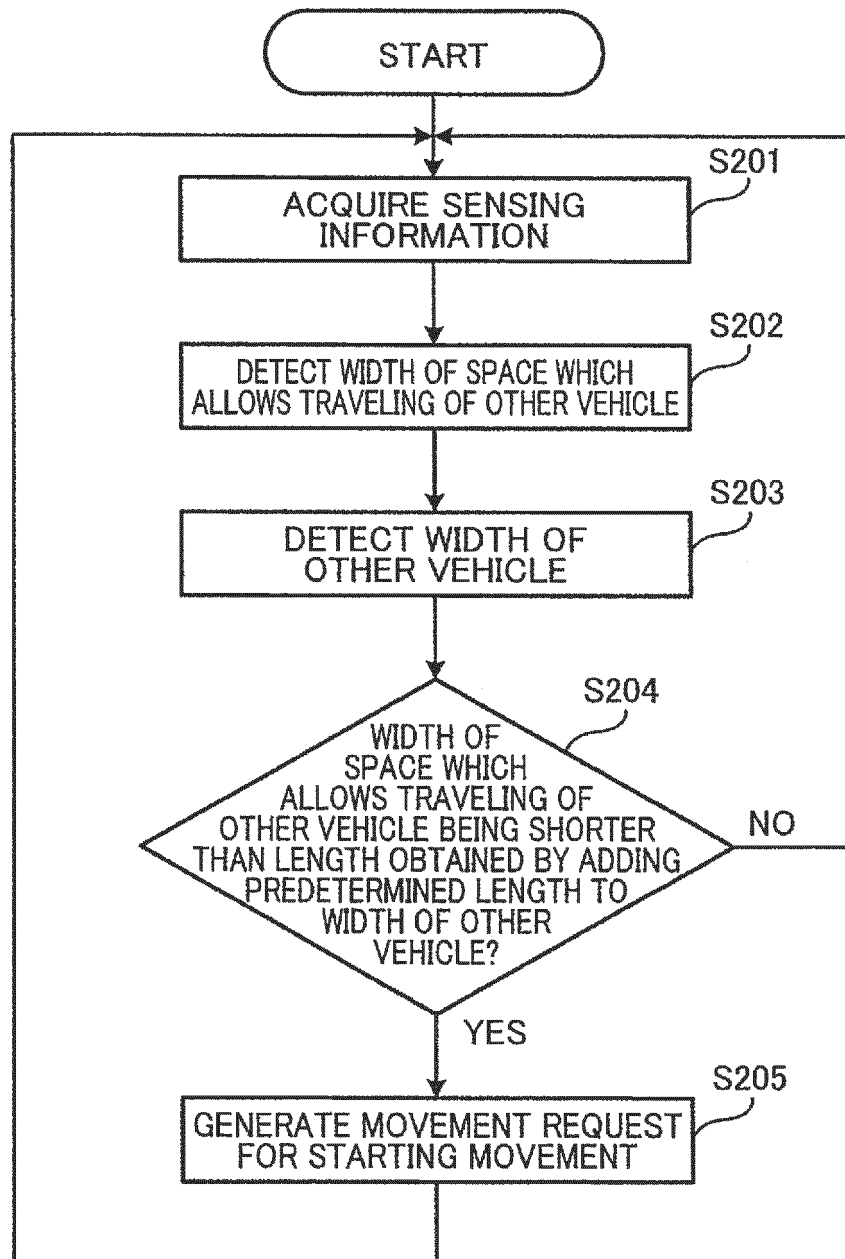 START
S201
ACQUIRE SENSING
INFORMATION
S202
DETECT WIDTH OF SPACE WHICH
ALLOWS TRAVELING OF OTHER VEHICLE
S203
DETECT WIDTH OF
OTHER VEHICLE
S204
WIDTH OF
SPACE WHICH
ALLOWS TRAVELING OF
OTHER VEHICLE BEING SHORTER
THAN LENGTH OBTAINED BY ADDING
PREDETERMINED LENGTH TO
WIDTH OF OTHER
VEHICLE?
NO
YES
S205
GENERATE MOVEMENT REQUEST
FOR STARTING MOVEMENT